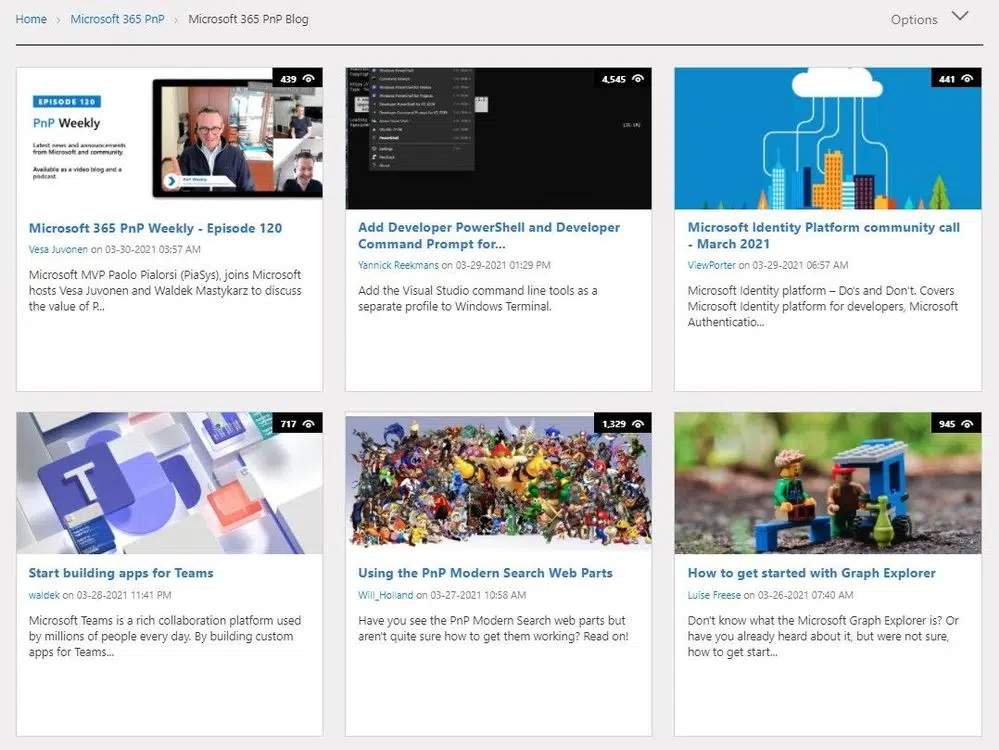 Home > Microsoft 365 PnP > Microsoft 365 PnP Blog
Options
439
EPISODE 120
PnP Weekly
Latest news and announcements
from Microsoft and community.
Available as a video blog and a
podcast.
Microsoft 365 PnP Weekly - Episode 120
Vesa Juvonen on 03-30-2021 03:57 AM
Microsoft MVP Paolo Pialorsi (PiaSys), joins Microsoft
hosts Vesa Juvonen and Waldek Mastykarz to discuss
the value of P...
4,545
Add Developer PowerShell and Developer
Command Prompt for...
Yannick Reekmans on 03-29-2021 01:29 PM
Add the Visual Studio command line tools as a
separate profile to Windows Terminal.
441
Microsoft Identity Platform community call
- March 2021
ViewPorter on 03-29-2021 06:57 AM
Microsoft Identity platform – Do's and Don't. Covers
Microsoft Identity platform for developers, Microsoft
Authenticatio...
717
T
Start building apps for Teams
waldek on 03-28-2021 11:41 PM
Microsoft Teams is a rich collaboration platform used
by millions of people every day. By building custom
apps for Teams...
1,329
Using the PnP Modern Search Web Parts
Will_Holland on 03-27-2021 10:58 AM
Have you see the PnP Modern Search web parts but
aren't quite sure how to get them working? Read on!
945
How to get started with Graph Explorer
Luise Freese on 03-26-2021 07:40 AM
Don't know what the Microsoft Graph Explorer is? Or
have you already heard about it, but were not sure,
how to get start...